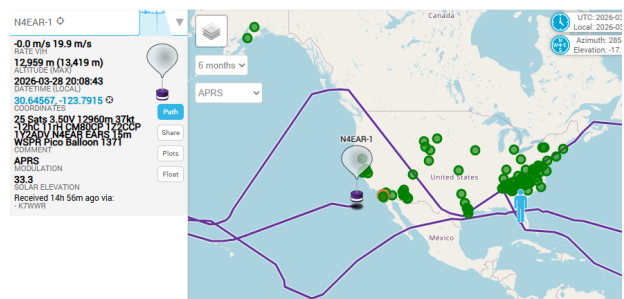 N4EAR-1
-0.0 m/s 19.9 m/s
RATE V|H
12,959 m (13,419 m)
ALTITUDE (MAX)
2026-03-28 20:08:43
DATETIME (LOCAL)
30.64567, -123.7915
COORDINATES
25 Sats 3.50V 12960m 37kt
-12hC 11rH CM80CP 1Z2CCP
1Y2ADV N4EAR EARS 15m
WSPR Pico Balloon 1371
COMMENT
APRS
MODULATION
33.3
SOLAR ELEVATION
Received 14h 56m ago via:
- K7WWR
Path
Share
Plots
Float
6 months
APRS
UTC: 2026-03
Local: 2026-03
Azimuth: 285
Elevation: -17.
Canada
N4EAR-1
United States
México